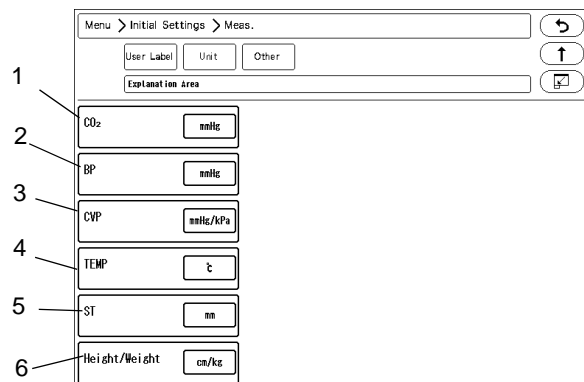 Menu > Initial Settings > Meas.
User Label Unit Other
Explanation Area
1 CO₂ mmHg
2 BP mmHg
3 CVP mmHg/kPa
4 TEMP ℃
5 ST mm
6 Height/Weight cm/kg